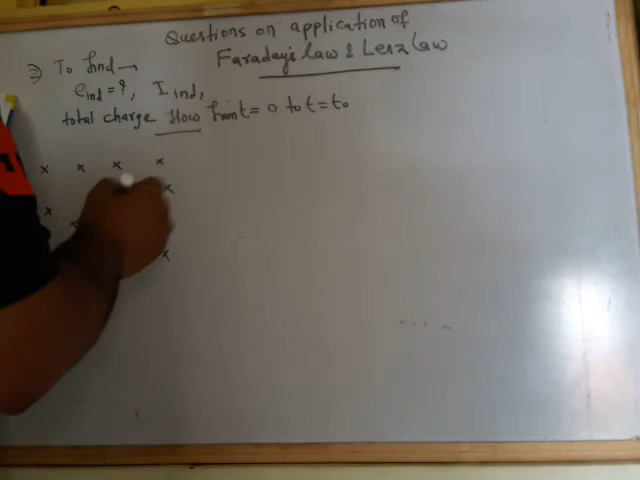 Questions on application of
Faraday's law & Lenz law
2) To find →
e ind = ?, I ind,
total charge flow from t = 0 to t = t₀
x x x x
x
x x
x